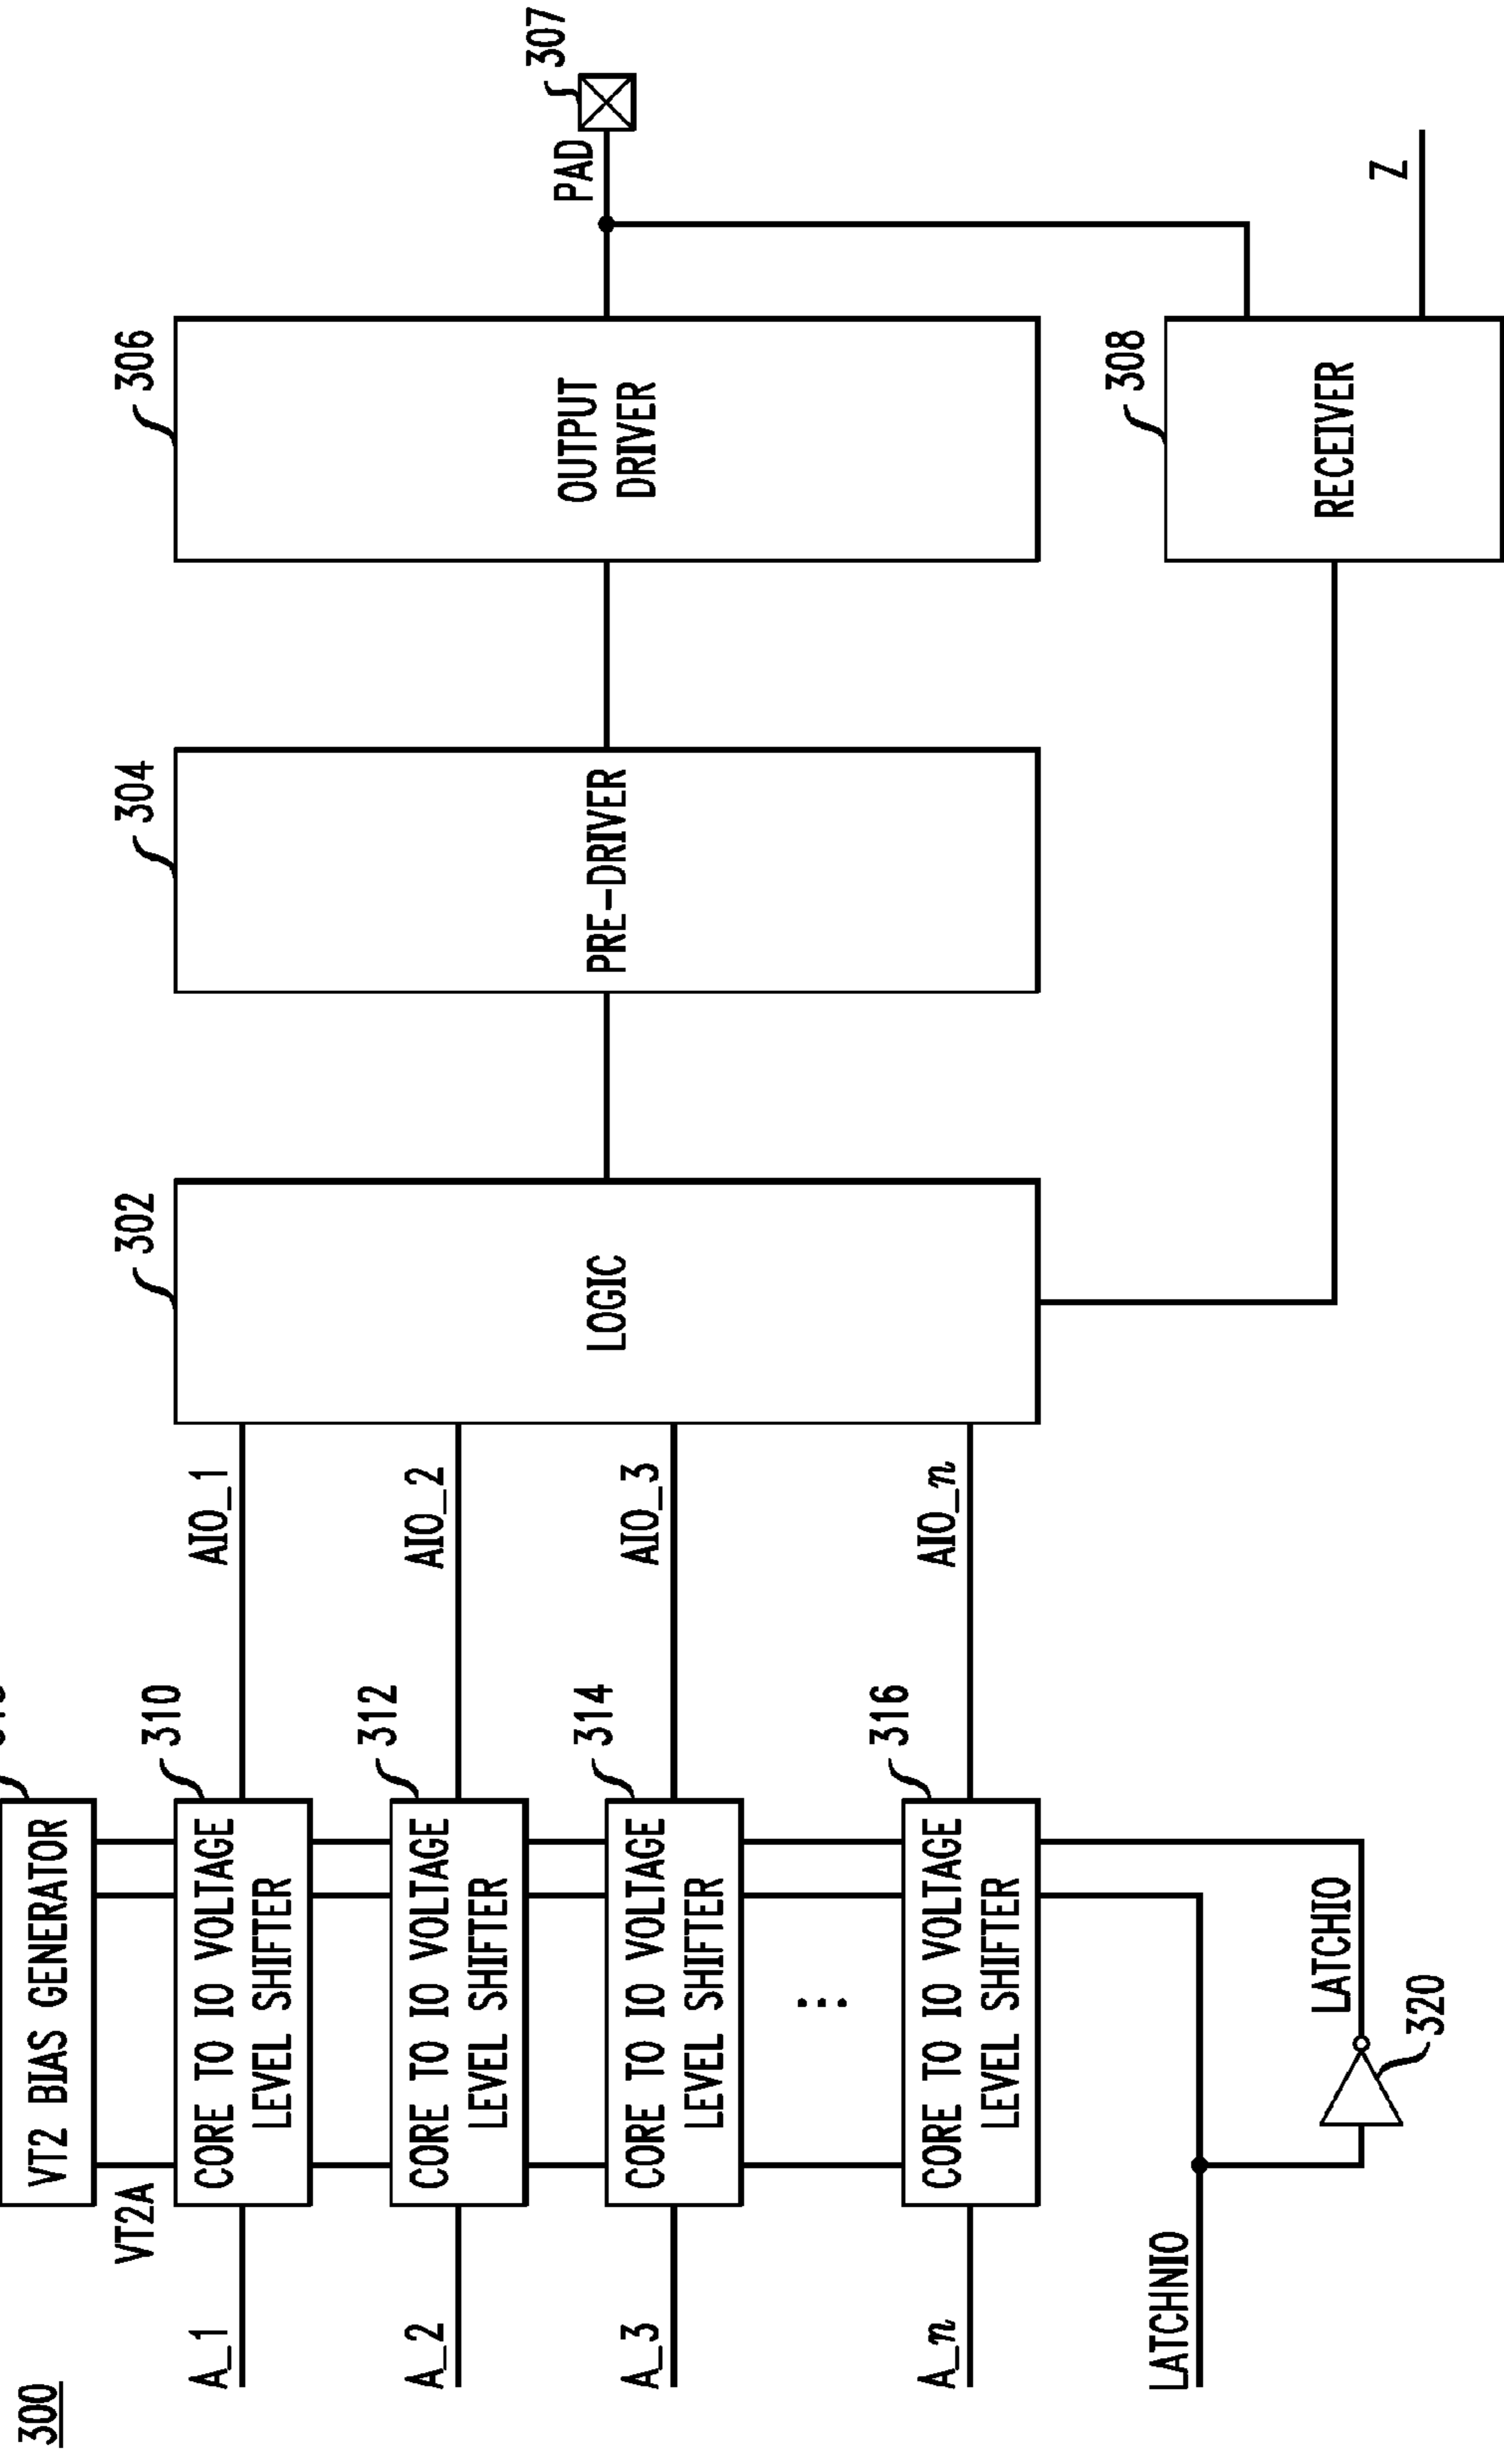 300
VT2 BIAS GENERATOR
VT2A
A_1
CORE TO IO VOLTAGE
LEVEL SHIFTER
310
AIO_1
A_2
CORE TO IO VOLTAGE
LEVEL SHIFTER
312
AIO_2
A_3
CORE TO IO VOLTAGE
LEVEL SHIFTER
314
AIO_3
A_n
CORE TO IO VOLTAGE
LEVEL SHIFTER
316
AIO_n
LATCHNIO
LATCHIO
320
302
LOGIC
304
PRE-DRIVER
306
OUTPUT
DRIVER
PAD
307
308
RECEIVER
Z